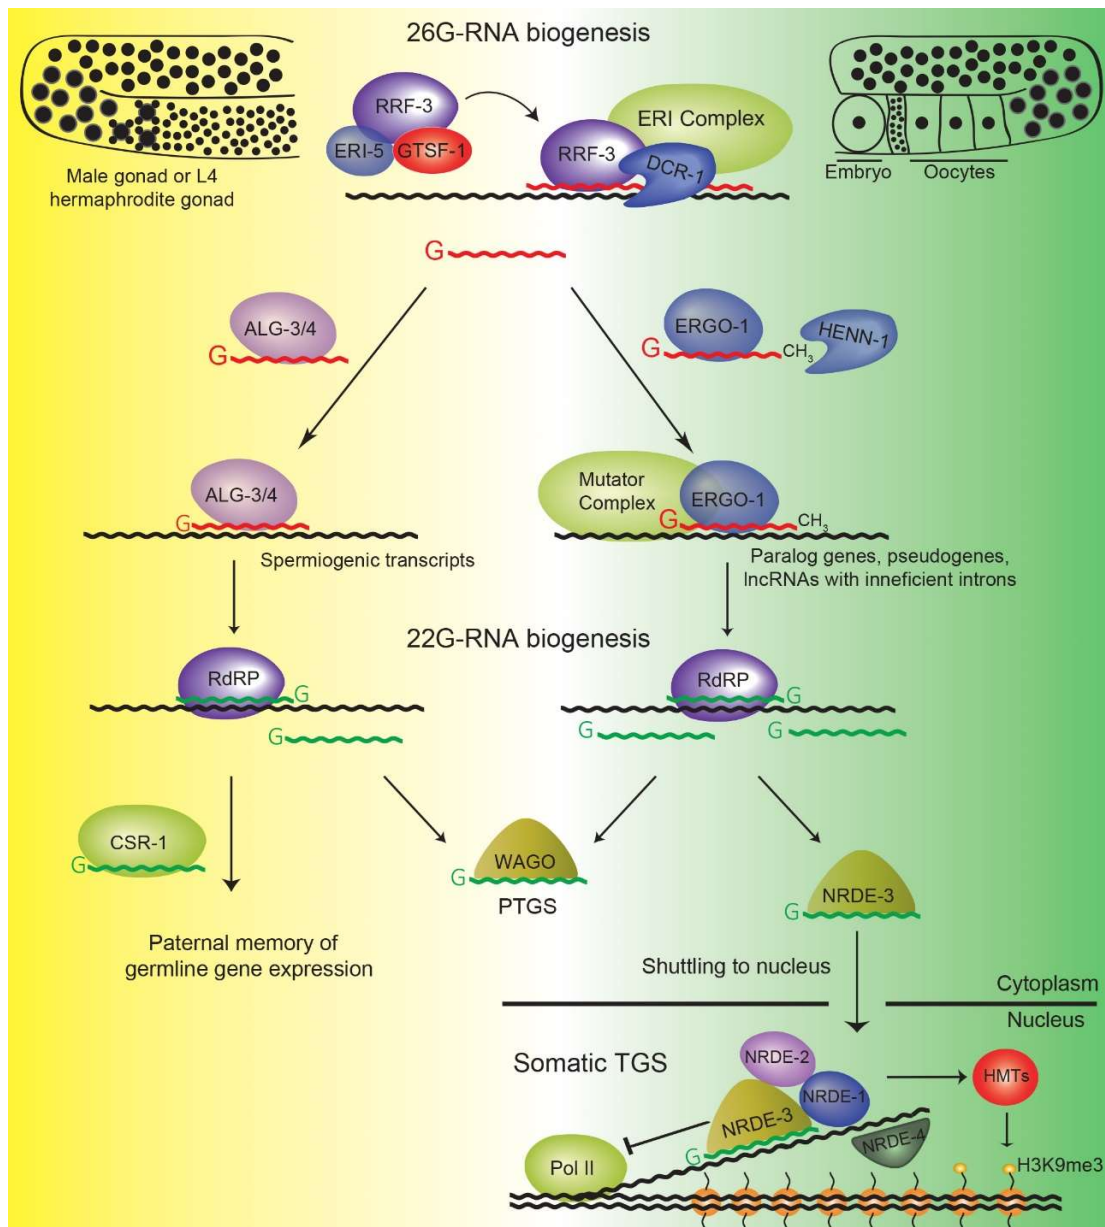 26G-RNA biogenesis
RRF-3
ERI-5
GTSF-1
RRF-3
ERI Complex
DCR-1
Male gonad or L4
hermaphrodite gonad
Embryo
Oocytes
G
ALG-3/4
G
ERGO-1
G
CH3
HENN-1
ALG-3/4
G
Spermiogenic transcripts
Mutator
Complex
ERGO-1
G
CH3
Paralog genes, pseudogenes,
lncRNAs with inneficient introns
22G-RNA biogenesis
RdRP
G
G
RdRP
G
G
G
CSR-1
G
WAGO
G
PTGS
NRDE-3
G
Paternal memory of
germline gene expression
Shuttling to nucleus
Cytoplasm
Nucleus
Somatic TGS
NRDE-2
NRDE-1
NRDE-3
G
NRDE-4
HMTs
Pol II
H3K9me3